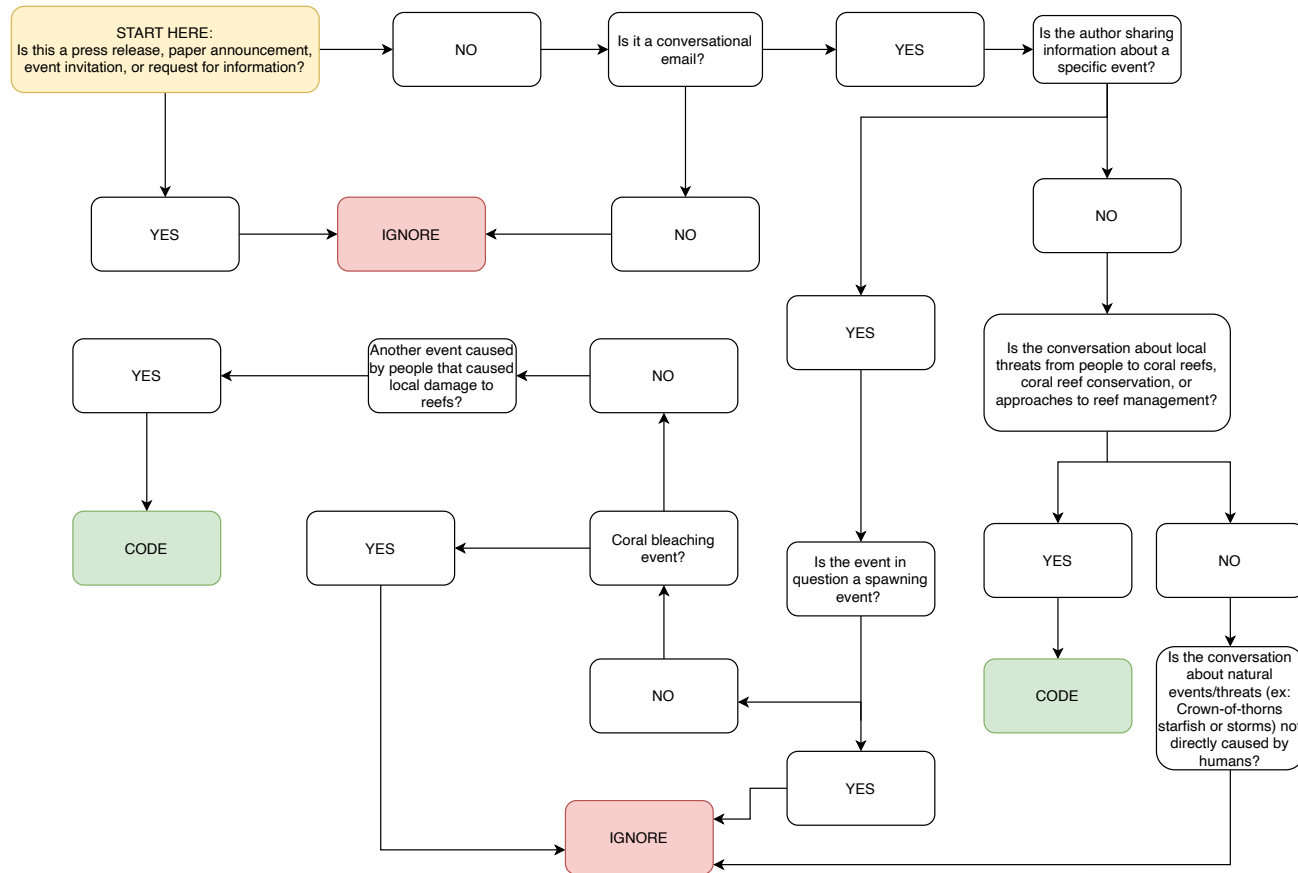 START HERE:
Is this a press release, paper announcement,
event invitation, or request for information?
NO
Is it a conversational
email?
YES
Is the author sharing
information about a
specific event?
YES
IGNORE
NO
NO
YES
Is the conversation about local
threats from people to coral reefs,
coral reef conservation, or
approaches to reef management?
YES
Another event caused
by people that caused
local damage to
reefs?
NO
CODE
YES
Coral bleaching
event?
Is the event in
question a spawning
event?
YES
NO
NO
CODE
Is the conversation
about natural
events/threats (ex:
Crown-of-thorns
starfish or storms) not
directly caused by
humans?
YES
IGNORE